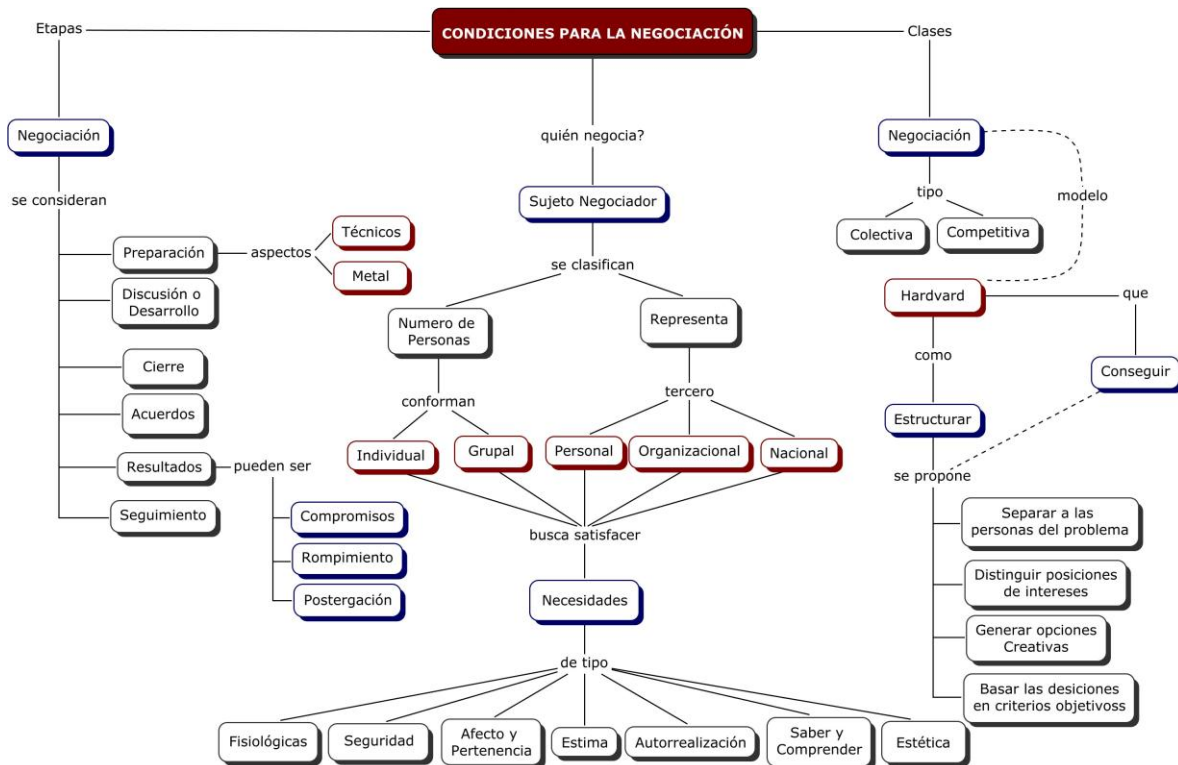 CONDICIONES PARA LA NEGOCIACIÓN
Etapas
Negociación
se consideran
Preparación
aspectos
Técnicos
Metal
Discusión o
Desarrollo
Cierre
Acuerdos
Resultados
pueden ser
Compromisos
Rompimiento
Postergación
Seguimiento
quién negocia?
Sujeto Negociador
se clasifican
Numero de
Personas
conforman
Individual
Grupal
Representa
tercero
Personal
Organizacional
Nacional
busca satisfacer
Necesidades
de tipo
Fisiológicas
Seguridad
Afecto y
Pertenencia
Estima
Autorrealización
Saber y
Comprender
Estética
Clases
Negociación
tipo
Colectiva
Competitiva
modelo
Hardvard
que
Conseguir
como
Estructurar
se propone
Separar a las
personas del problema
Distinguir posiciones
de intereses
Generar opciones
Creativas
Basar las desiciones
en criterios objetivoss